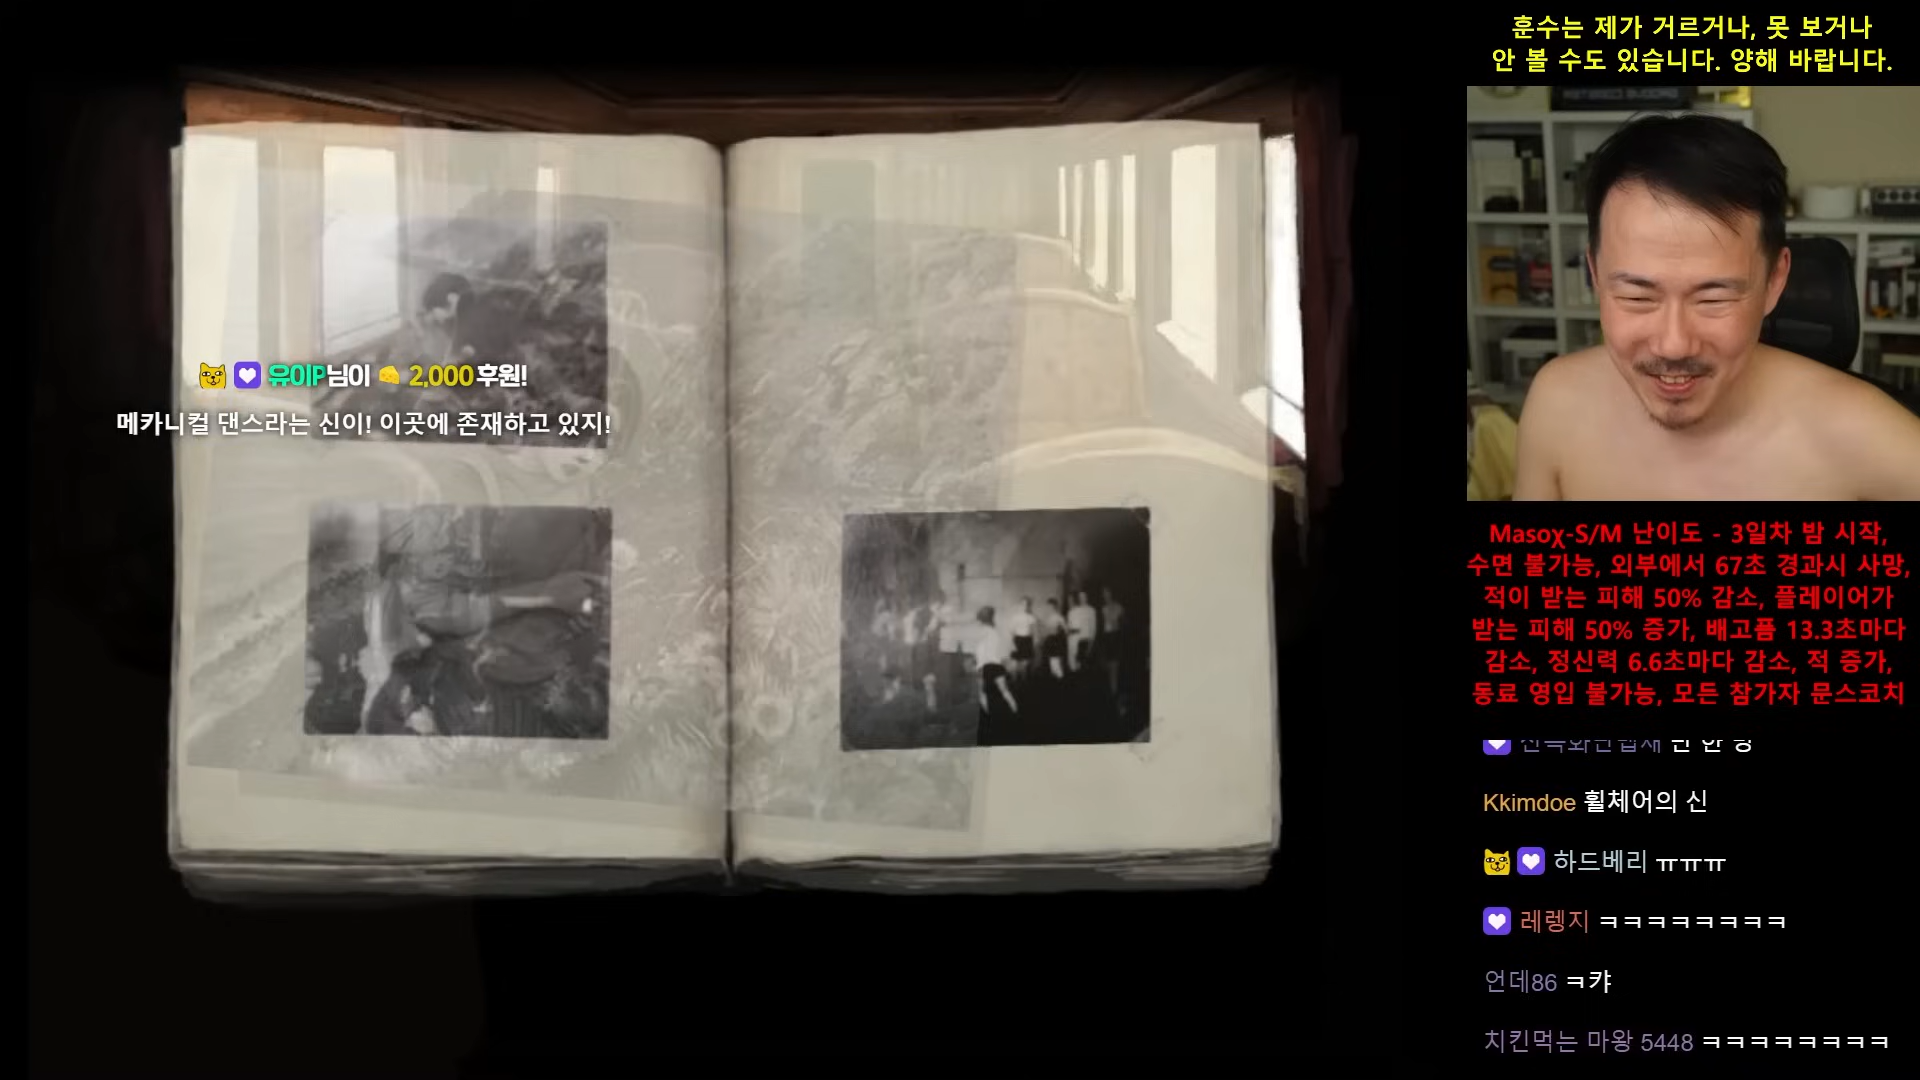 훈수는 제가 거르거나, 못 보거나
안 볼 수도 있습니다. 양해 바랍니다.
유이P님이 2,000 후원!
메카니컬 댄스라는 신이! 이곳에 존재하고 있지!
Masoχ-S/M 난이도 - 3일차 밤 시작,
수면 불가능, 외부에서 67초 경과시 사망,
적이 받는 피해 50% 감소, 플레이어가
받는 피해 50% 증가, 배고픔 13.3초마다
감소, 정신력 6.6초마다 감소, 적 증가,
동료 영입 불가능, 모든 참가자 문스코치
Kkimdoe 휠체어의 신
하드베리 ㅠㅠㅠ
레렝지 ㅋㅋㅋㅋㅋㅋㅋㅋ
언데86 ㅋ캬
치킨먹는 마왕 5448 ㅋㅋㅋㅋㅋㅋㅋㅋ